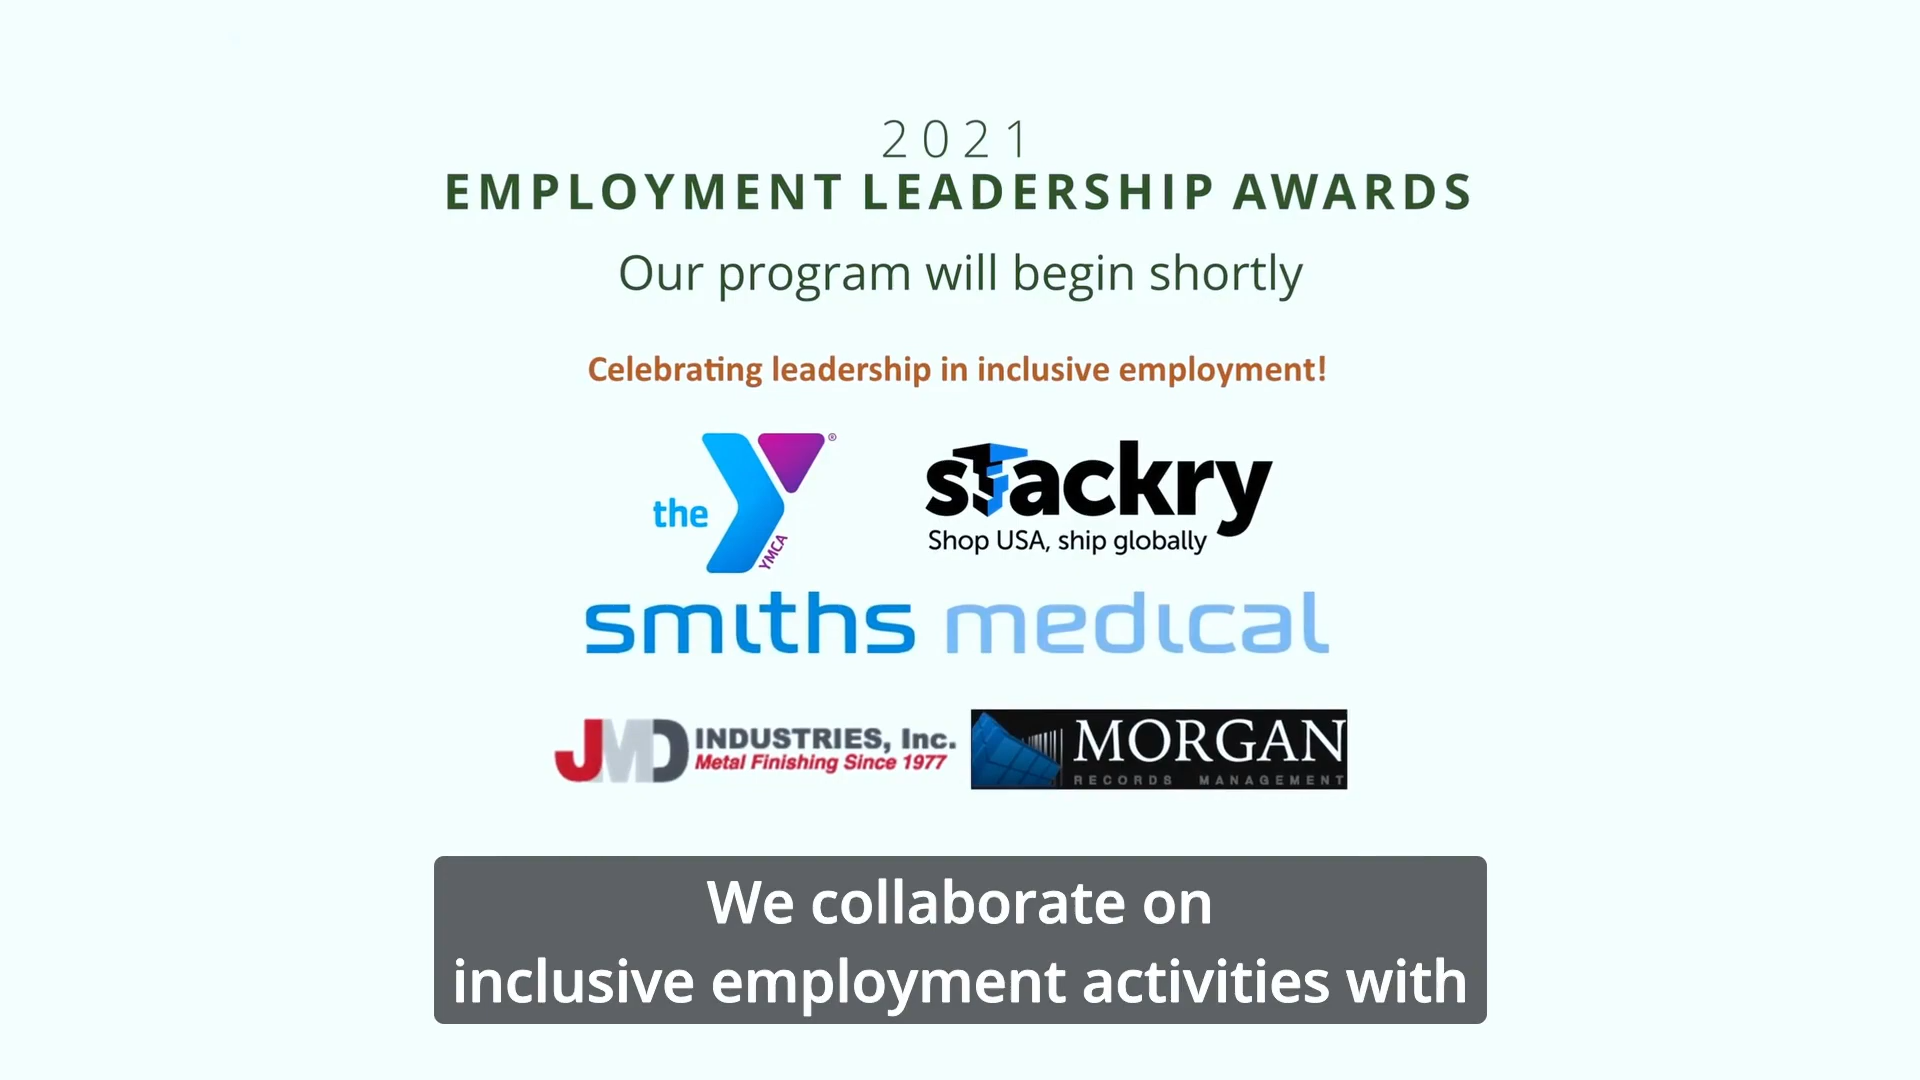 2021
EMPLOYMENT LEADERSHIP AWARDS
Our program will begin shortly
Celebrating leadership in inclusive employment!
the Y ®
YMCA
stackry
Shop USA, ship globally
smiths medical
JMD INDUSTRIES, Inc.
Metal Finishing Since 1977
MORGAN
RECORDS MANAGEMENT
We collaborate on
inclusive employment activities with